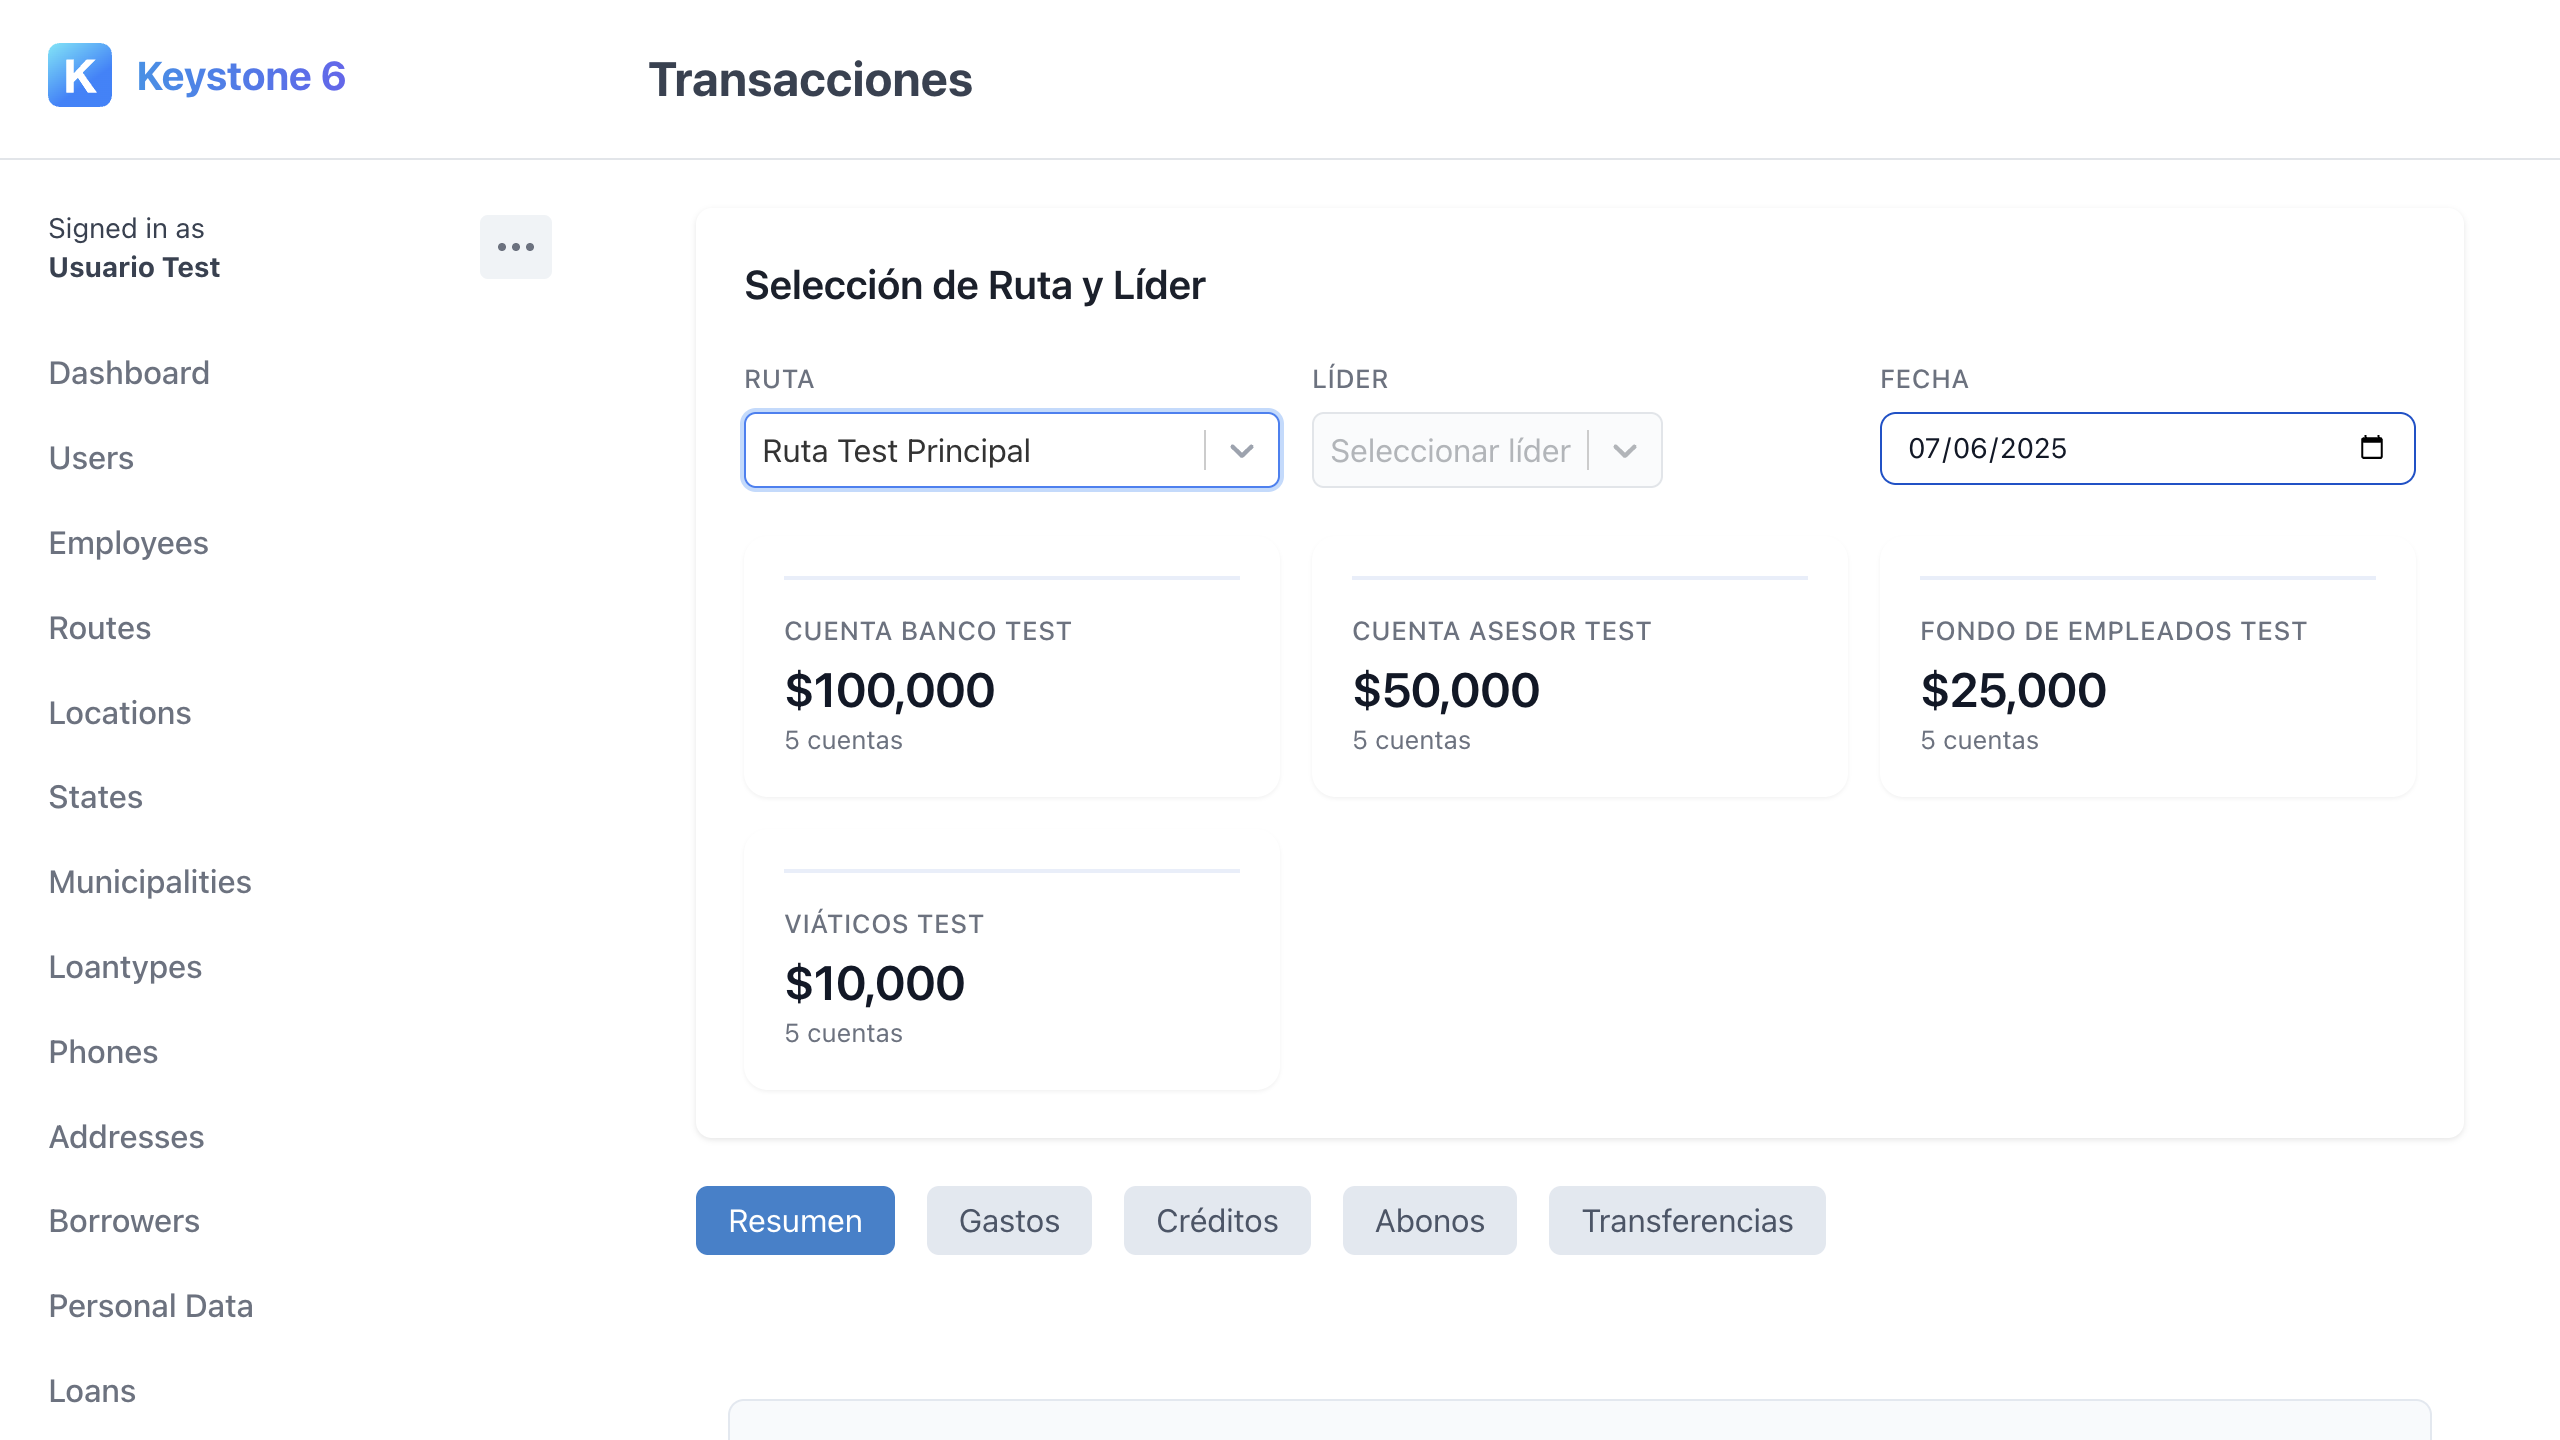 K Keystone 6
Transacciones
Signed in as
Usuario Test
Dashboard
Users
Employees
Routes
Locations
States
Municipalities
Loantypes
Phones
Addresses
Borrowers
Personal Data
Loans
Selección de Ruta y Líder
RUTA
Ruta Test Principal
LÍDER
Seleccionar líder
FECHA
07/06/2025
CUENTA BANCO TEST
$100,000
5 cuentas
CUENTA ASESOR TEST
$50,000
5 cuentas
FONDO DE EMPLEADOS TEST
$25,000
5 cuentas
VIÁTICOS TEST
$10,000
5 cuentas
Resumen
Gastos
Créditos
Abonos
Transferencias